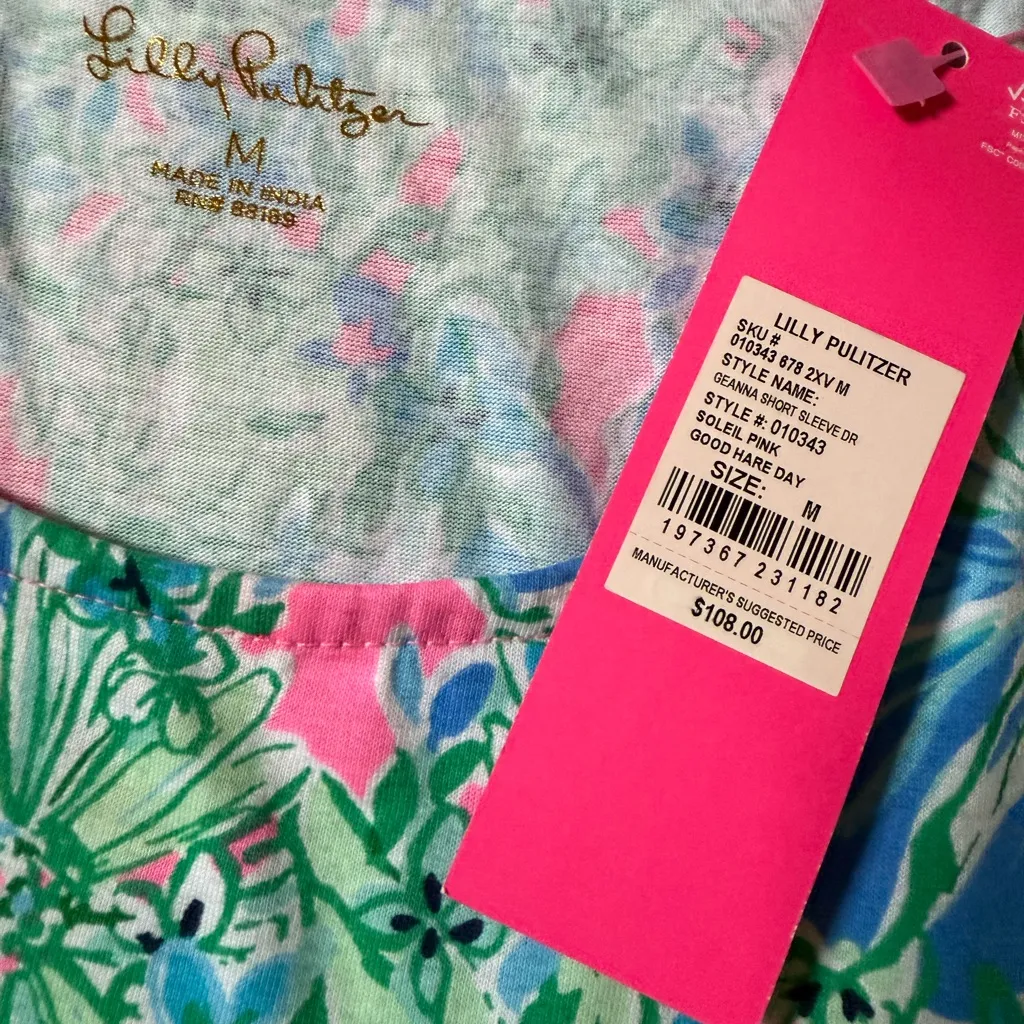 Lilly Pulitzer
M
MADE IN INDIA
RN# 68189
LILLY PULITZER
SKU #
010343 678 2XV M
STYLE NAME:
GEANNA SHORT SLEEVE DR
STYLE #: 010343
SOLEIL PINK
GOOD HARE DAY
SIZE:
M
197367 231182
MANUFACTURER'S SUGGESTED PRICE
$108.00